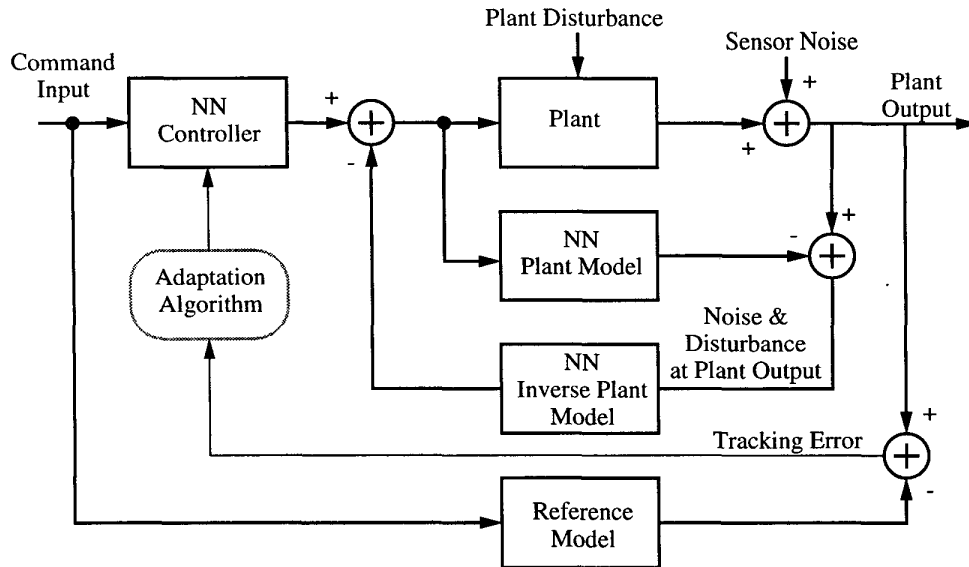 Plant Disturbance
Sensor Noise
Command
Input
Plant
Output
NN
Controller
+
+
-
Plant
+
+
+
NN
Plant Model
-
+
Adaptation
Algorithm
Noise &
Disturbance
at Plant Output
NN
Inverse Plant
Model
Tracking Error
+
+
-
Reference
Model